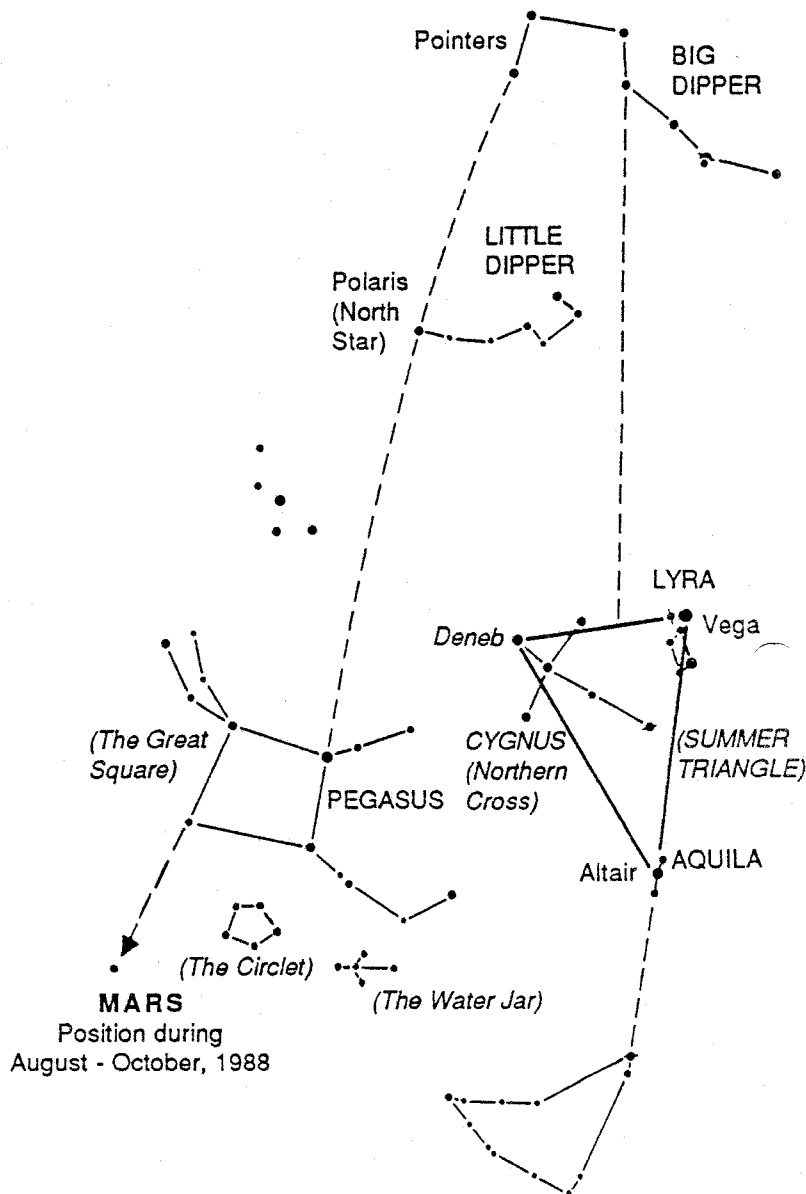 Pointers
BIG
DIPPER
LITTLE
DIPPER
Polaris
(North
Star)
LYRA
Vega
Deneb
(The Great
Square)
CYGNUS
(Northern
Cross)
(SUMMER
TRIANGLE)
PEGASUS
Altair
AQUILA
(The Circlet)
(The Water Jar)
MARS
Position during
August - October, 1988